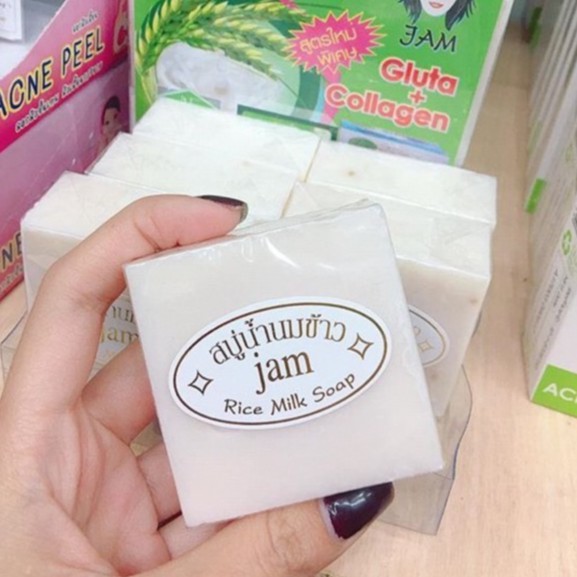 ACNE PEEL
สูตรใหม่
พิเศษ
JAM
Gluta
+
Collagen
สบู่น้ำนมข้าว
jam
Rice Milk Soap
jam